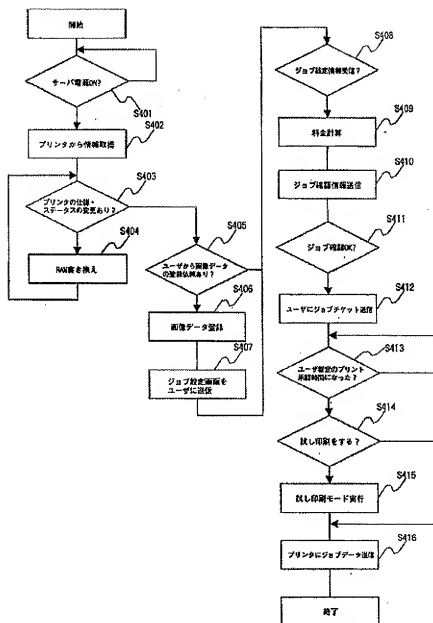 開始
サーバ電源ON?
S401
S402
プリンタから情報取得
S403
プリンタの仕様・
ステータスの変更あり?
S404
RAM書き換え
S405
ユーザから画像データ
の登録依頼あり?
S406
画像データ登録
S407
ジョブ設定画面を
ユーザに送信
S408
ジョブ設定情報受信?
S409
料金計算
S410
ジョブ確認情報送信
S411
ジョブ確認OK?
S412
ユーザにジョブチケット送信
S413
ユーザ指定のプリント
時間になった?
S414
試し印刷をする?
S415
試し印刷モード実行
S416
プリンタにジョブデータ送信
終了